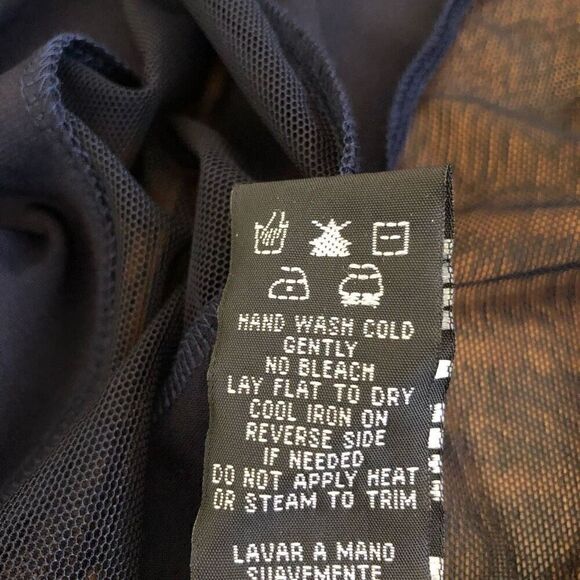 HAND WASH COLD
GENTLY
NO BLEACH
LAY FLAT TO DRY
COOL IRON ON
REVERSE SIDE
IF NEEDED
DO NOT APPLY HEAT
OR STEAM TO TRIM
LAVAR A MANO
SUAVEMENTE